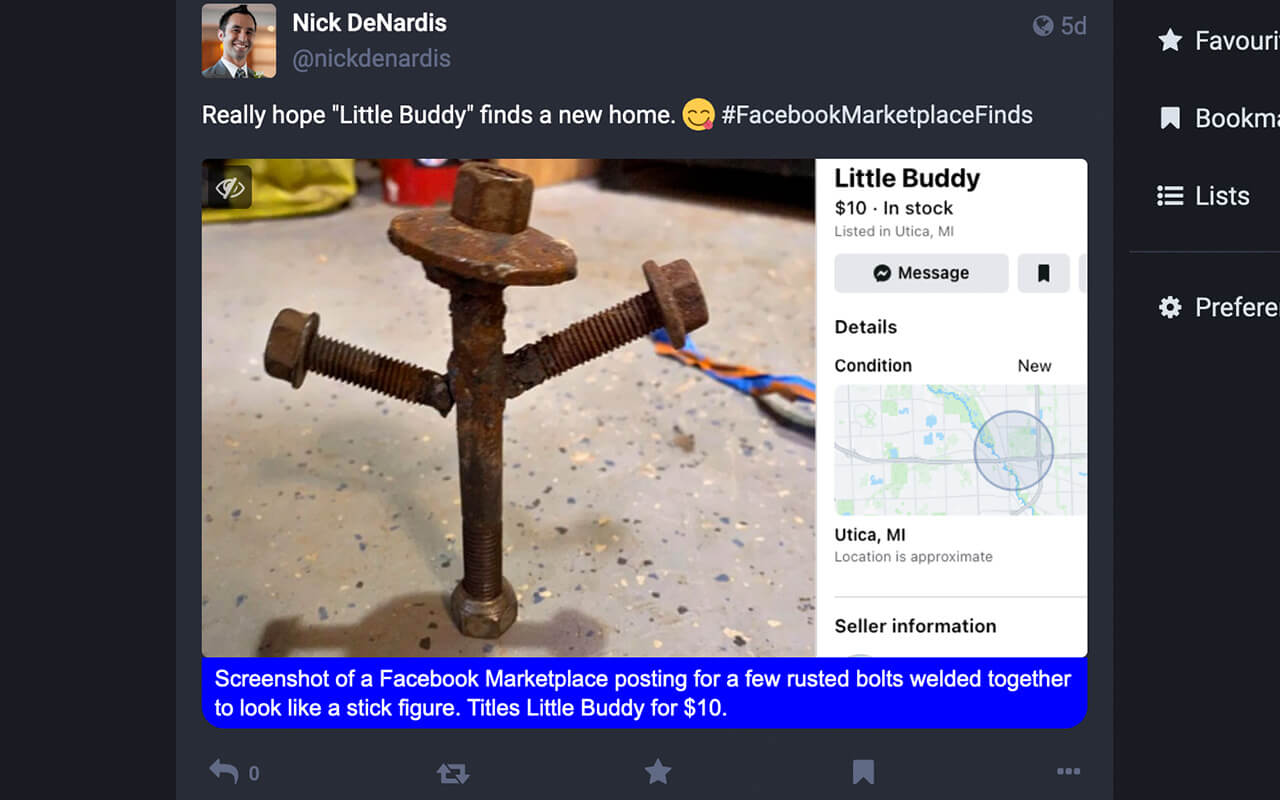 Nick DeNardis
5d
@nickdenardis
Really hope "Little Buddy" finds a new home. 😋 #FacebookMarketplaceFinds
Little Buddy
$10 · In stock
Listed in Utica, MI
Message
Details
Condition New
Utica, MI
Location is approximate
Seller information
Screenshot of a Facebook Marketplace posting for a few rusted bolts welded together
to look like a stick figure. Titles Little Buddy for $10.
0
Favouri
Bookma
Lists
Prefere